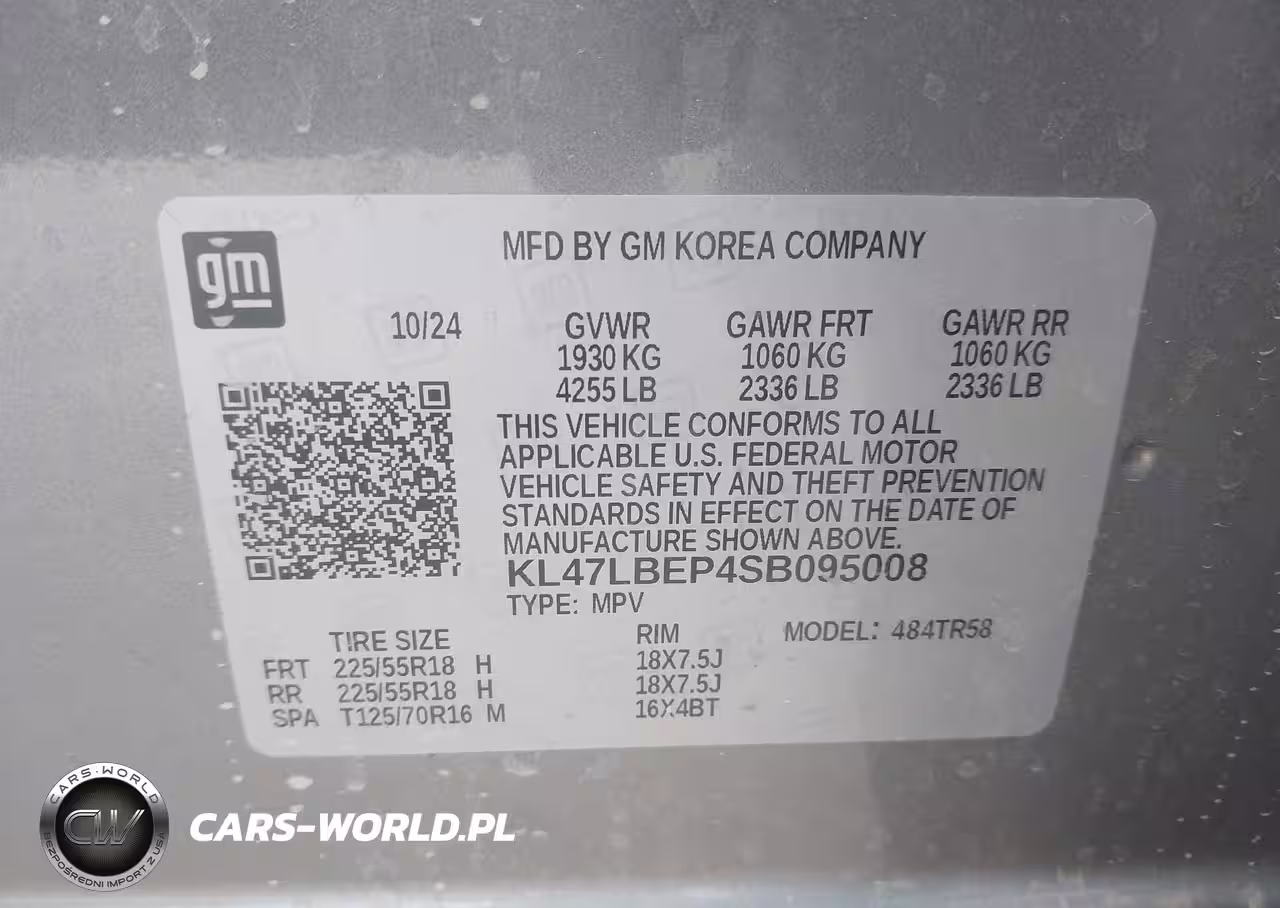 gm
MFD BY GM KOREA COMPANY
10/24 GVWR GAWR FRT GAWR RR
1930 KG 1060 KG 1060 KG
4255 LB 2336 LB 2336 LB
THIS VEHICLE CONFORMS TO ALL
APPLICABLE U.S. FEDERAL MOTOR
VEHICLE SAFETY AND THEFT PREVENTION
STANDARDS IN EFFECT ON THE DATE OF
MANUFACTURE SHOWN ABOVE.
KL47LBEP4SB095008
TYPE: MPV
TIRE SIZE RIM MODEL: 484TR58
FRT 225/55R18 H 18X7.5J
RR 225/55R18 H 18X7.5J
SPA T125/70R16 M 16X4BT
CARS-WORLD
CW
BEZPOŚREDNI IMPORT Z USA
CARS-WORLD.PL